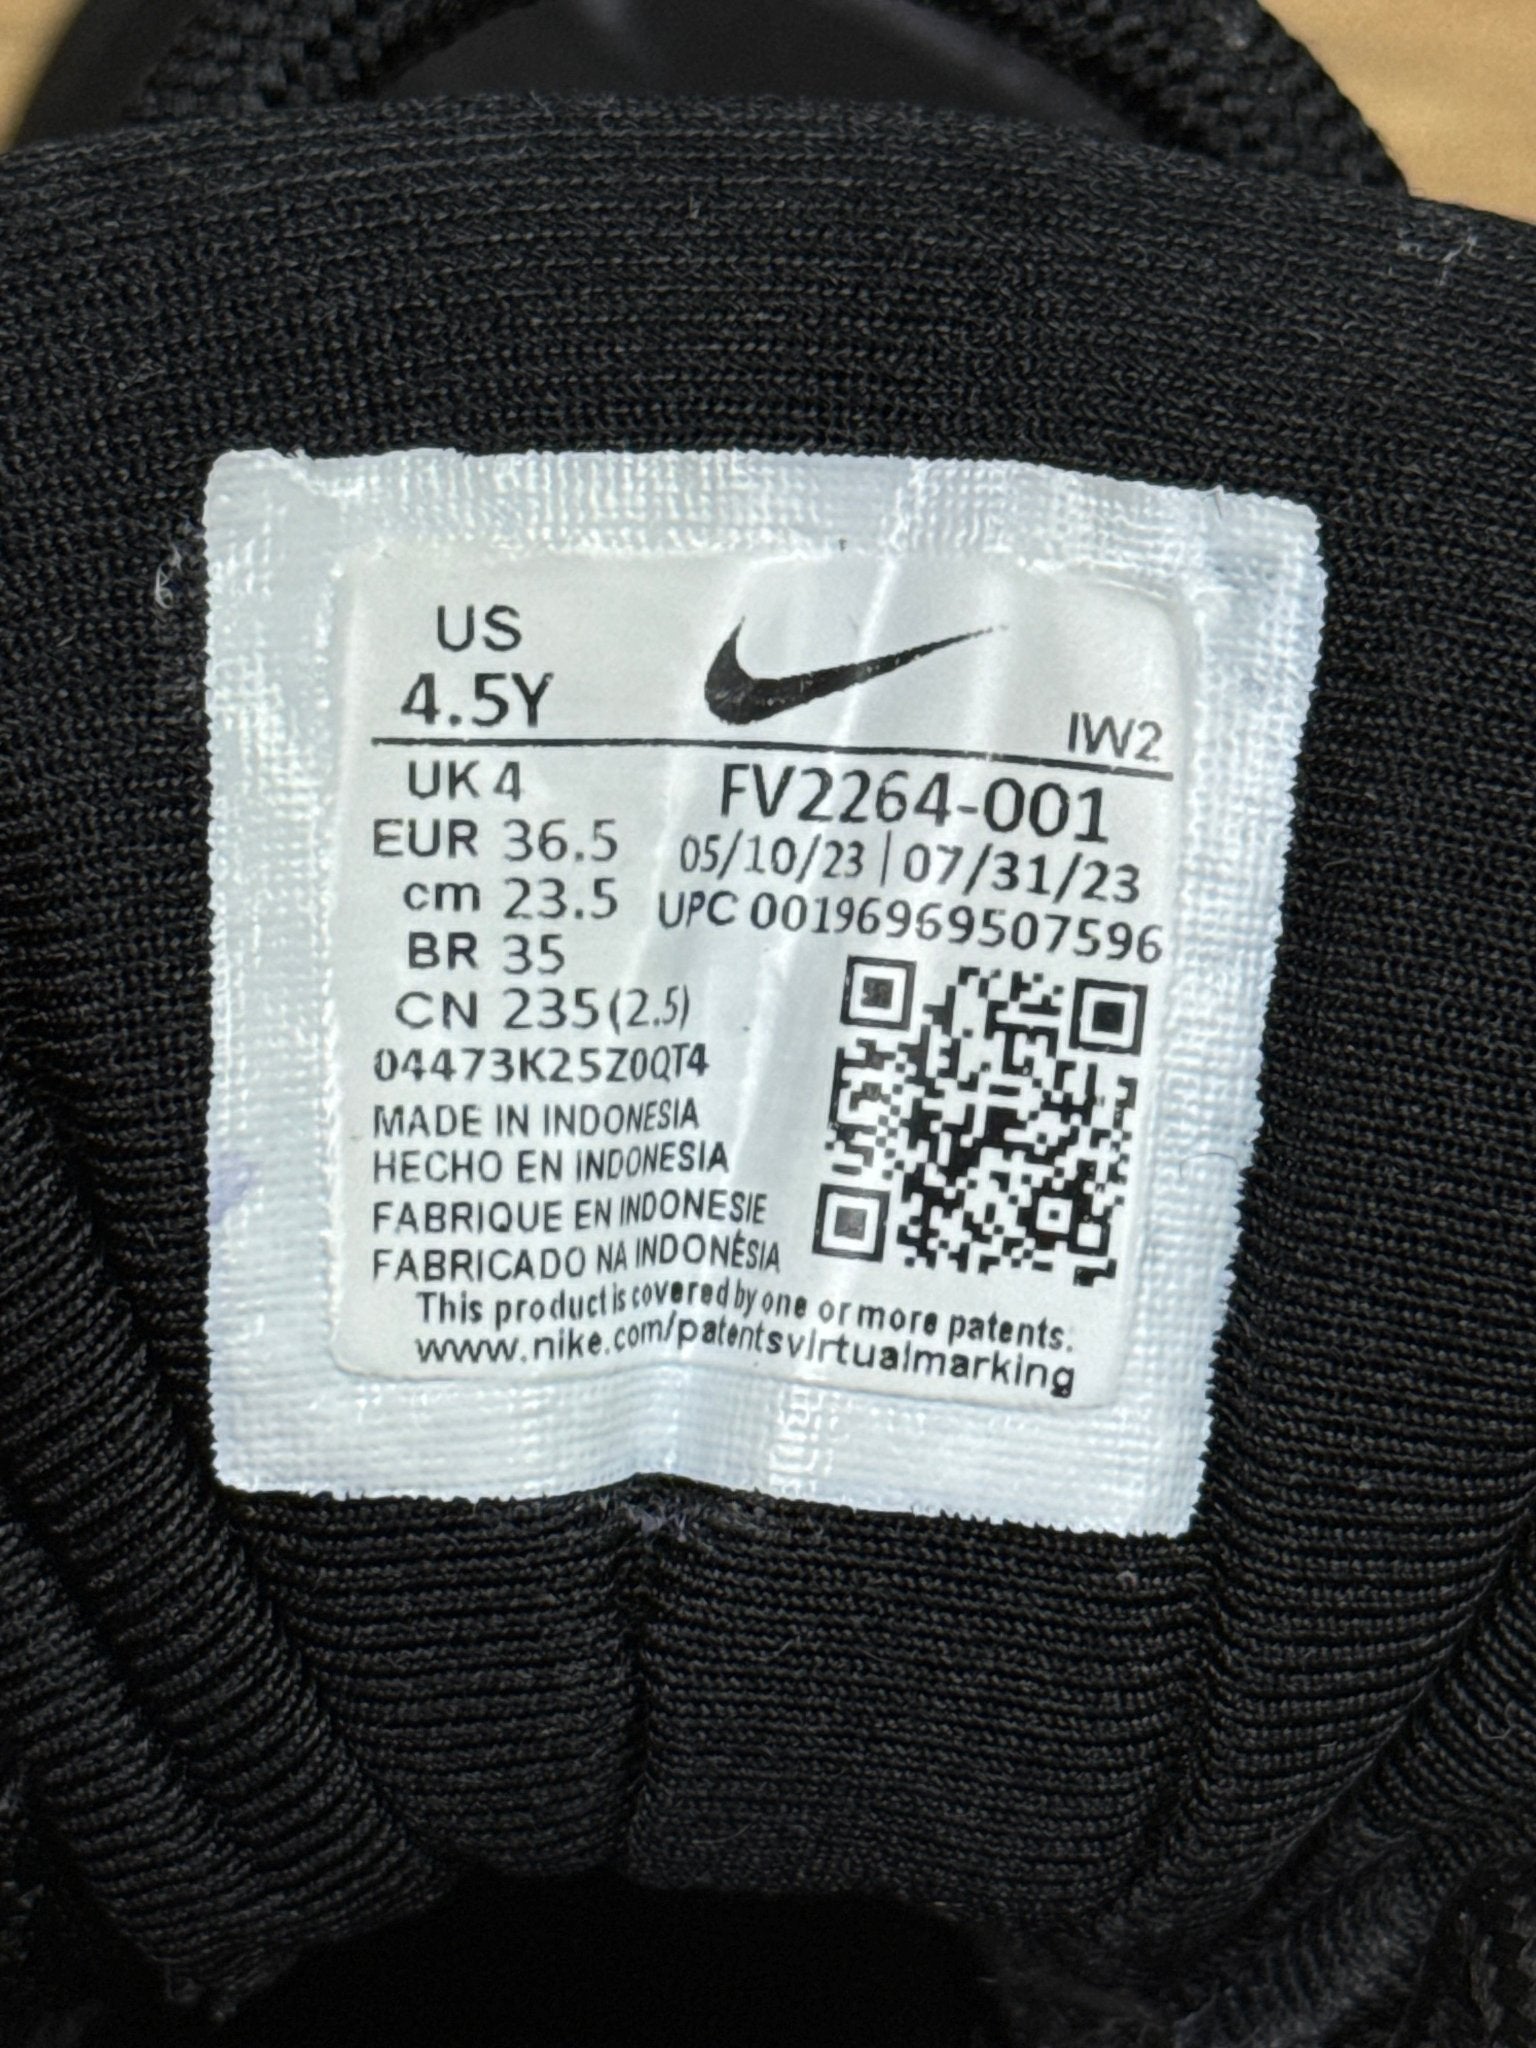 US
4.5Y
IW2
UK 4
EUR 36.5
cm 23.5
BR 35
CN 235 (2.5)
FV2264-001
05/10/23 | 07/31/23
UPC 00196969507596
04473K25Z0QT4
MADE IN INDONESIA
HECHO EN INDONESIA
FABRIQUE EN INDONESIE
FABRICADO NA INDONÉSIA
This product is covered by one or more patents.
www.nike.com/patentsvirtualmarking